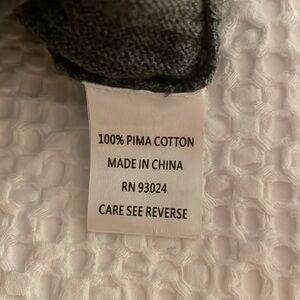 100% PIMA COTTON
MADE IN CHINA
RN 93024
CARE SEE REVERSE